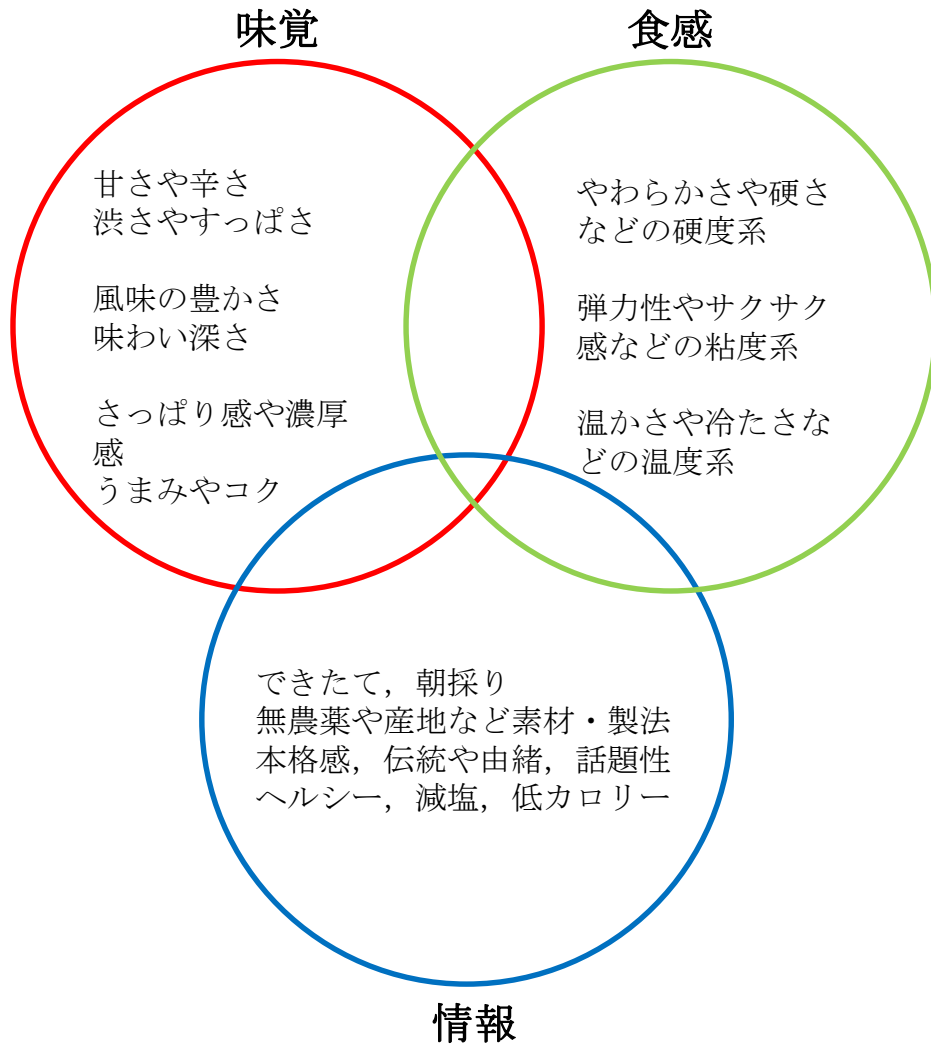 味覚
食感
甘さや辛さ
渋さやすっぱさ
風味の豊かさ
味わい深さ
さっぱり感や濃厚
感
うまみやコク
やわらかさや硬さ
などの硬度系
弾力性やサクサク
感などの粘度系
温かさや冷たさな
どの温度系
できたて，朝採り
無農薬や産地など素材・製法
本格感，伝統や由緒，話題性
ヘルシー，減塩，低カロリー
情報